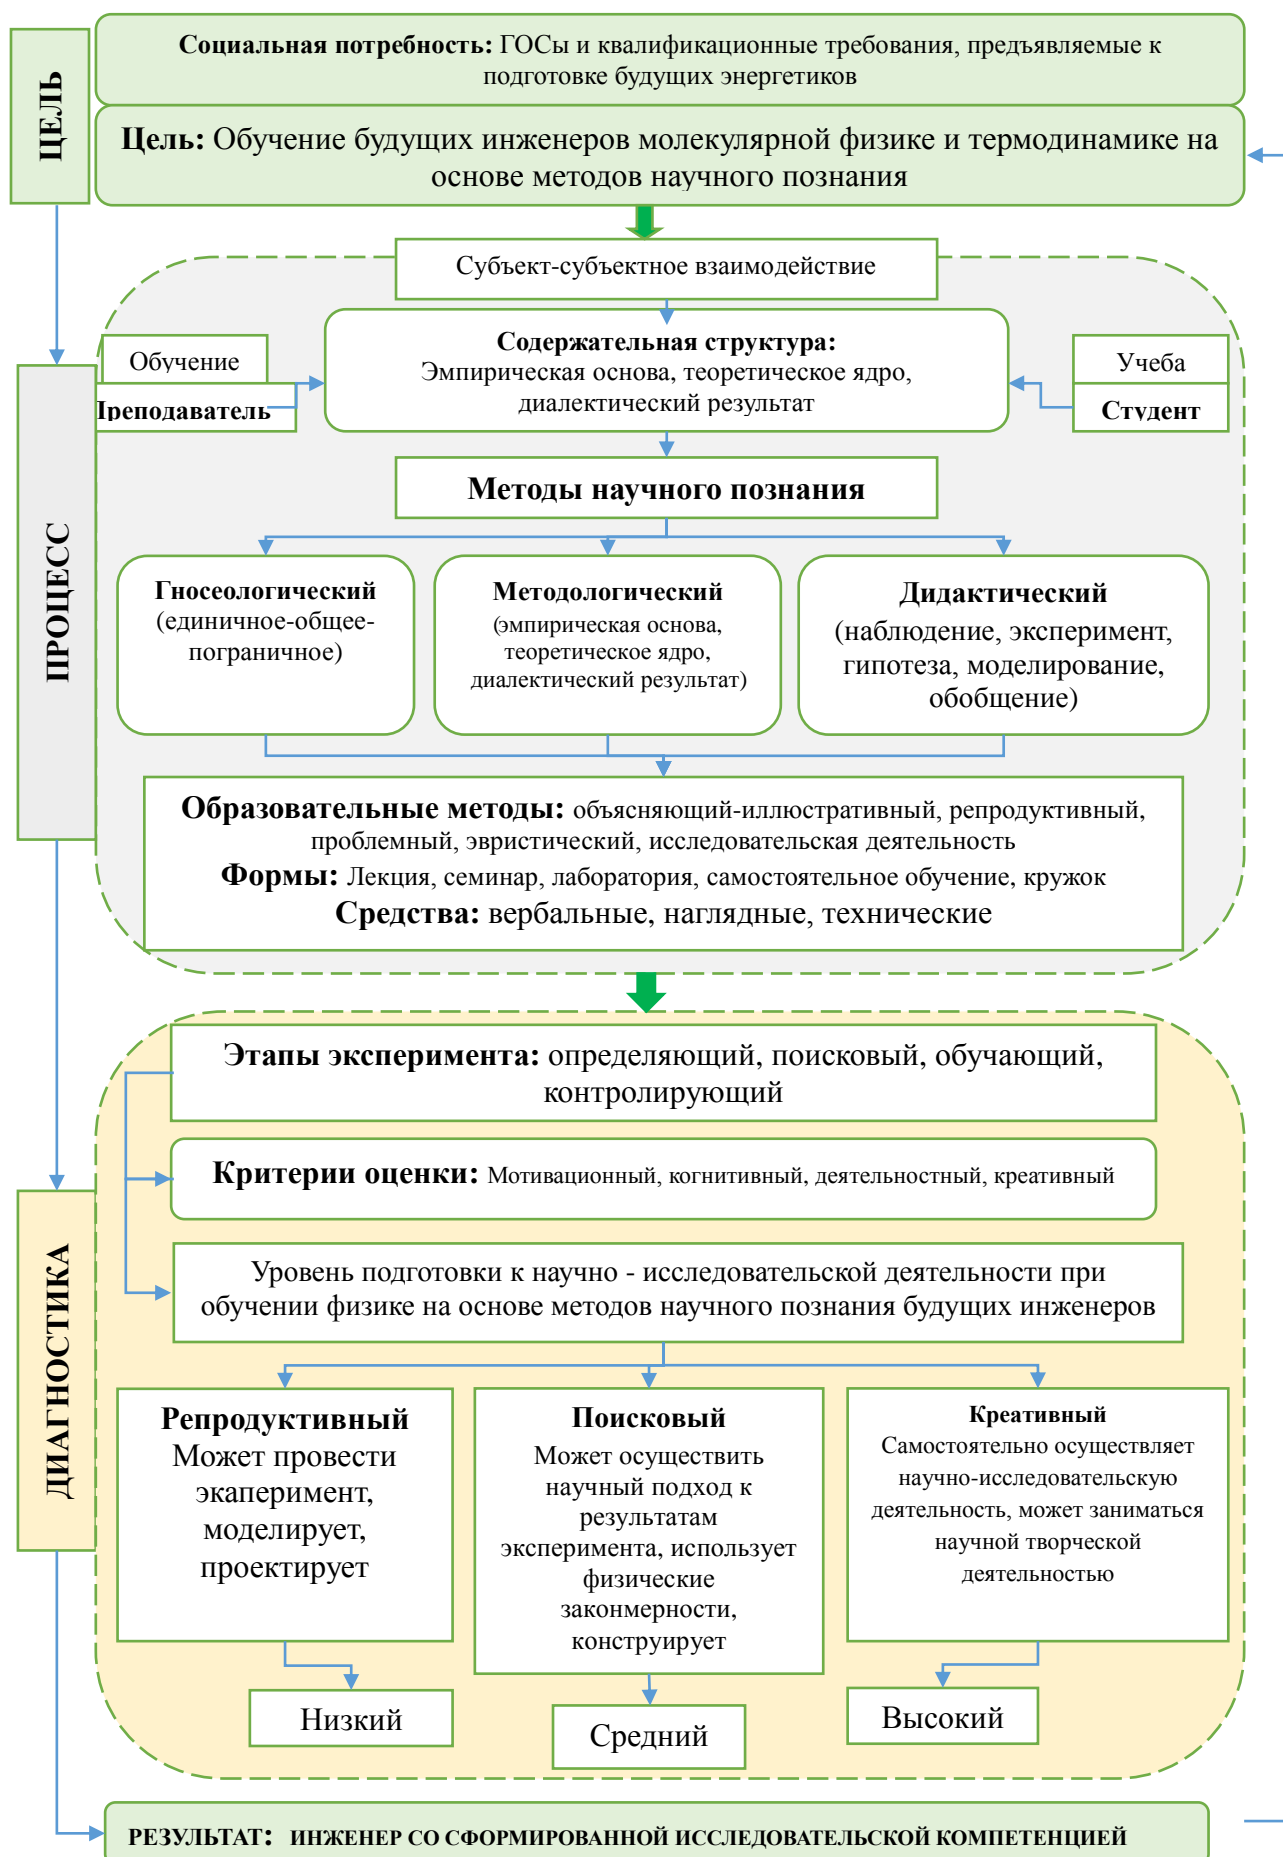 ЦЕЛЬ
Социальная потребность: ГОСы и квалификационные требования, предъявляемые к
подготовке будущих энергетиков
Цель: Обучение будущих инженеров молекулярной физике и термодинамике на
основе методов научного познания
ПРОЦЕСС
Субъект-субъектное взаимодействие
Обучение
Преподаватель
Содержательная структура:
Эмпирическая основа, теоретическое ядро,
диалектический результат
Учеба
Студент
Методы научного познания
Гносеологический
(единичное-общее-
пограничное)
Методологический
(эмпирическая основа,
теоретическое ядро,
диалектический результат)
Дидактический
(наблюдение, эксперимент,
гипотеза, моделирование,
обобщение)
Образовательные методы: объясняющий-иллюстративный, репродуктивный,
проблемный, эвристический, исследовательская деятельность
Формы: Лекция, семинар, лаборатория, самостоятельное обучение, кружок
Средства: вербальные, наглядные, технические
ДИАГНОСТИКА
Этапы эксперимента: определяющий, поисковый, обучающий,
контролирующий
Критерии оценки: Мотивационный, когнитивный, деятельностный, креативный
Уровень подготовки к научно - исследовательской деятельности при
обучении физике на основе методов научного познания будущих инженеров
Репродуктивный
Может провести
экаперимент,
моделирует,
проектирует
Поисковый
Может осуществить
научный подход к
результатам
эксперимента, использует
физические
законмерности,
конструирует
Креативный
Самостоятельно осуществляет
научно-исследовательскую
деятельность, может заниматься
научной творческой
деятельностью
Низкий
Средний
Высокий
РЕЗУЛЬТАТ: ИНЖЕНЕР СО СФОРМИРОВАННОЙ ИССЛЕДОВАТЕЛЬСКОЙ КОМПЕТЕНЦИЕЙ